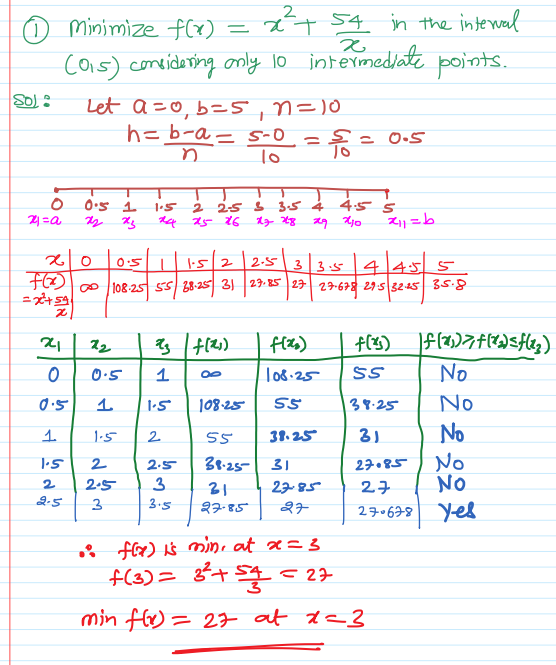 ① Minimize f(x) = x² + 54/x in the interval
(0,5) considering only 10 intermediate points.
Sol:
Let a=0, b=5, n=10
h = b-a/n = 5-0/10 = 5/10 = 0.5
0 0.5 1 1.5 2 2.5 3 3.5 4 4.5 5
x₁=a x₂ x₃ x₄ x₅ x₆ x₇ x₈ x₉ x₁₀ x₁₁=b
x 0 0.5 1 1.5 2 2.5 3 3.5 4 4.5 5
f(x) = x²+54/x ∞ 108.25 55 38.25 31 27.85 27 27.678 29.5 32.25 35.8
x₁ x₂ x₃ f(x₁) f(x₂) f(x₃) f(x₁)≥f(x₂)≤f(x₃)
0 0.5 1 ∞ 108.25 55 No
0.5 1 1.5 108.25 55 38.25 No
1 1.5 2 55 38.25 31 No
1.5 2 2.5 38.25 31 27.85 No
2 2.5 3 31 27.85 27 No
2.5 3 3.5 27.85 27 27.678 Yes
∴ f(x) is min. at x=3
f(3) = 3²+54/3 = 27
min f(x) = 27 at x=3